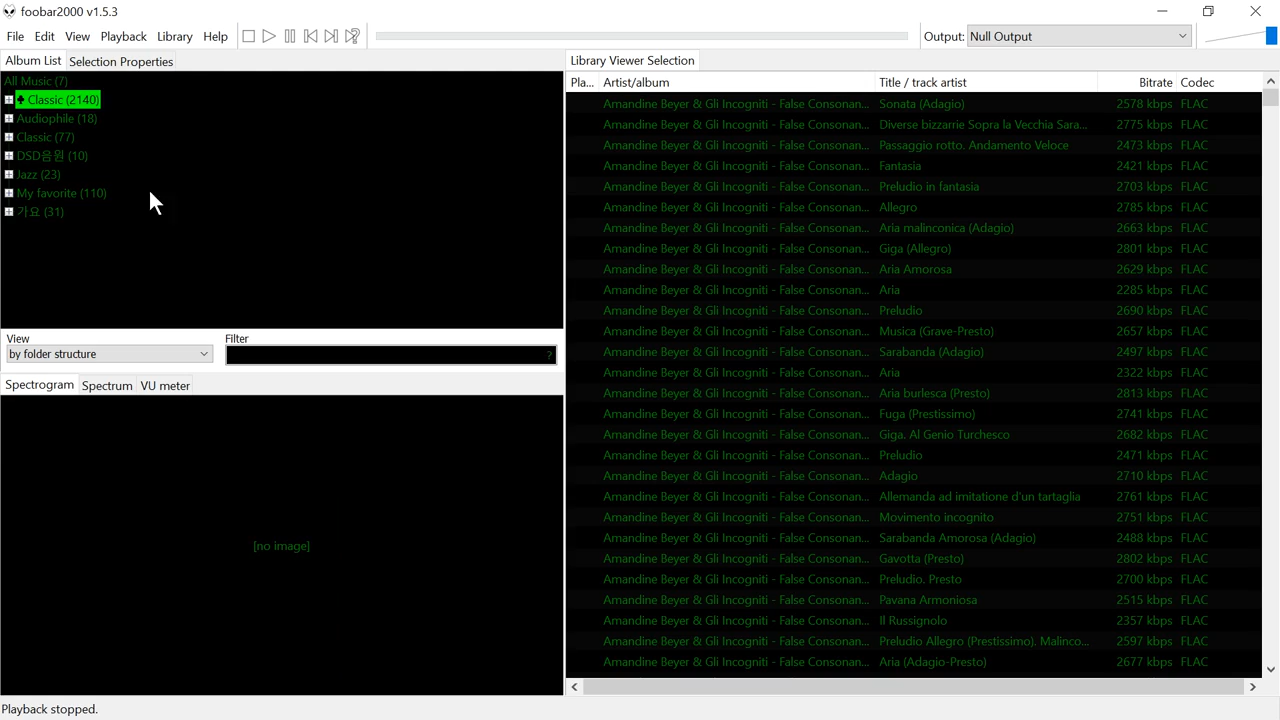 foobar2000 v1.5.3
File Edit View Playback Library Help
Output: Null Output
Album List Selection Properties
All Music (7)
♠ Classic (2140)
Audiophile (18)
Classic (77)
DSD음원 (10)
Jazz (23)
My favorite (110)
가요 (31)
View
by folder structure
Filter
?
Spectrogram Spectrum VU meter
[no image]
Library Viewer Selection
Pla... Artist/album Title / track artist Bitrate Codec
Amandine Beyer & Gli Incogniti - False Consonan... Sonata (Adagio) 2578 kbps FLAC
Amandine Beyer & Gli Incogniti - False Consonan... Diverse bizzarrie Sopra la Vecchia Sara... 2775 kbps FLAC
Amandine Beyer & Gli Incogniti - False Consonan... Passaggio rotto. Andamento Veloce 2473 kbps FLAC
Amandine Beyer & Gli Incogniti - False Consonan... Fantasia 2421 kbps FLAC
Amandine Beyer & Gli Incogniti - False Consonan... Preludio in fantasia 2703 kbps FLAC
Amandine Beyer & Gli Incogniti - False Consonan... Allegro 2785 kbps FLAC
Amandine Beyer & Gli Incogniti - False Consonan... Aria malinconica (Adagio) 2663 kbps FLAC
Amandine Beyer & Gli Incogniti - False Consonan... Giga (Allegro) 2801 kbps FLAC
Amandine Beyer & Gli Incogniti - False Consonan... Aria Amorosa 2629 kbps FLAC
Amandine Beyer & Gli Incogniti - False Consonan... Aria 2285 kbps FLAC
Amandine Beyer & Gli Incogniti - False Consonan... Preludio 2690 kbps FLAC
Amandine Beyer & Gli Incogniti - False Consonan... Musica (Grave-Presto) 2657 kbps FLAC
Amandine Beyer & Gli Incogniti - False Consonan... Sarabanda (Adagio) 2497 kbps FLAC
Amandine Beyer & Gli Incogniti - False Consonan... Aria 2322 kbps FLAC
Amandine Beyer & Gli Incogniti - False Consonan... Aria burlesca (Presto) 2813 kbps FLAC
Amandine Beyer & Gli Incogniti - False Consonan... Fuga (Prestissimo) 2741 kbps FLAC
Amandine Beyer & Gli Incogniti - False Consonan... Giga. Al Genio Turchesco 2682 kbps FLAC
Amandine Beyer & Gli Incogniti - False Consonan... Preludio 2471 kbps FLAC
Amandine Beyer & Gli Incogniti - False Consonan... Adagio 2710 kbps FLAC
Amandine Beyer & Gli Incogniti - False Consonan... Allemanda ad imitatione d'un tartaglia 2761 kbps FLAC
Amandine Beyer & Gli Incogniti - False Consonan... Movimento incognito 2751 kbps FLAC
Amandine Beyer & Gli Incogniti - False Consonan... Sarabanda Amorosa (Adagio) 2488 kbps FLAC
Amandine Beyer & Gli Incogniti - False Consonan... Gavotta (Presto) 2802 kbps FLAC
Amandine Beyer & Gli Incogniti - False Consonan... Preludio. Presto 2700 kbps FLAC
Amandine Beyer & Gli Incogniti - False Consonan... Pavana Armoniosa 2515 kbps FLAC
Amandine Beyer & Gli Incogniti - False Consonan... Il Russignolo 2357 kbps FLAC
Amandine Beyer & Gli Incogniti - False Consonan... Preludio Allegro (Prestissimo), Malinco... 2597 kbps FLAC
Amandine Beyer & Gli Incogniti - False Consonan... Aria (Adagio-Presto) 2677 kbps FLAC
Playback stopped.